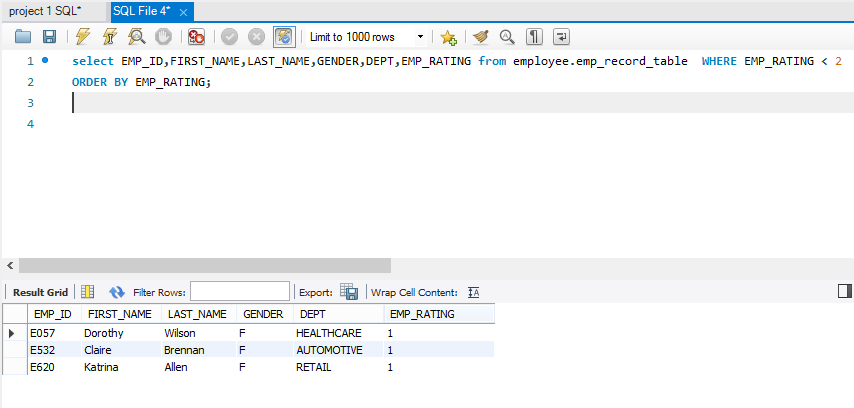 project 1 SQL* SQL File 4* ×
Limit to 1000 rows
1 select EMP_ID,FIRST_NAME,LAST_NAME,GENDER,DEPT,EMP_RATING from employee.emp_record_table  WHERE EMP_RATING < 2
2 ORDER BY EMP_RATING;
3
4
Result Grid Filter Rows: Export: Wrap Cell Content: IA
EMP_ID FIRST_NAME LAST_NAME GENDER DEPT EMP_RATING
E057 Dorothy Wilson F HEALTHCARE 1
E532 Claire Brennan F AUTOMOTIVE 1
E620 Katrina Allen F RETAIL 1